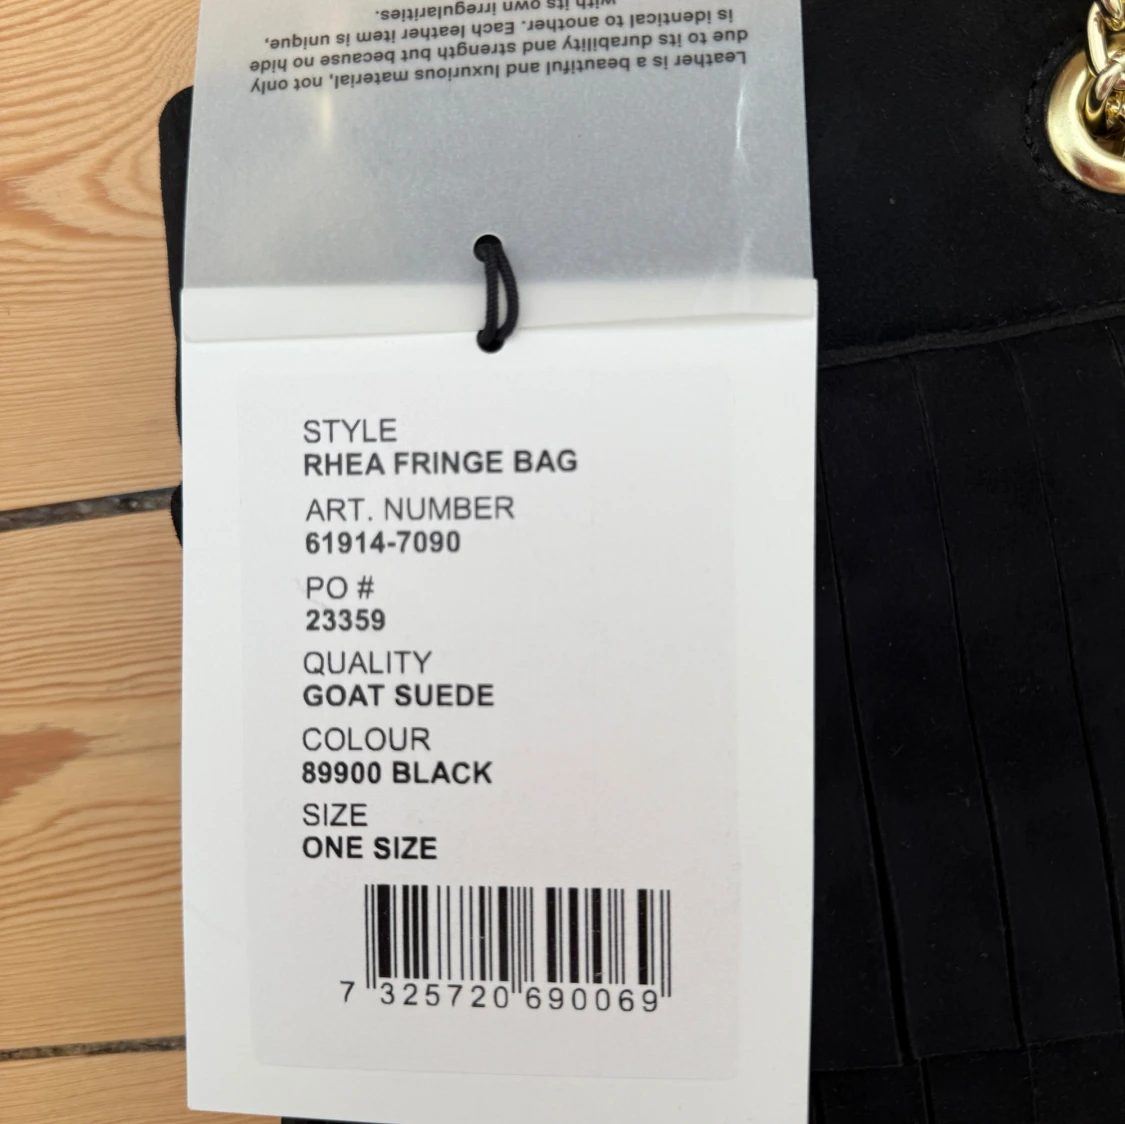 Leather is a beautiful and luxurious material, not only
due to its durability and strength but because no hide
is identical to another. Each leather item is unique,
with its own irregularities.
STYLE
RHEA FRINGE BAG
ART. NUMBER
61914-7090
PO #
23359
QUALITY
GOAT SUEDE
COLOUR
89900 BLACK
SIZE
ONE SIZE
7 325720 690069